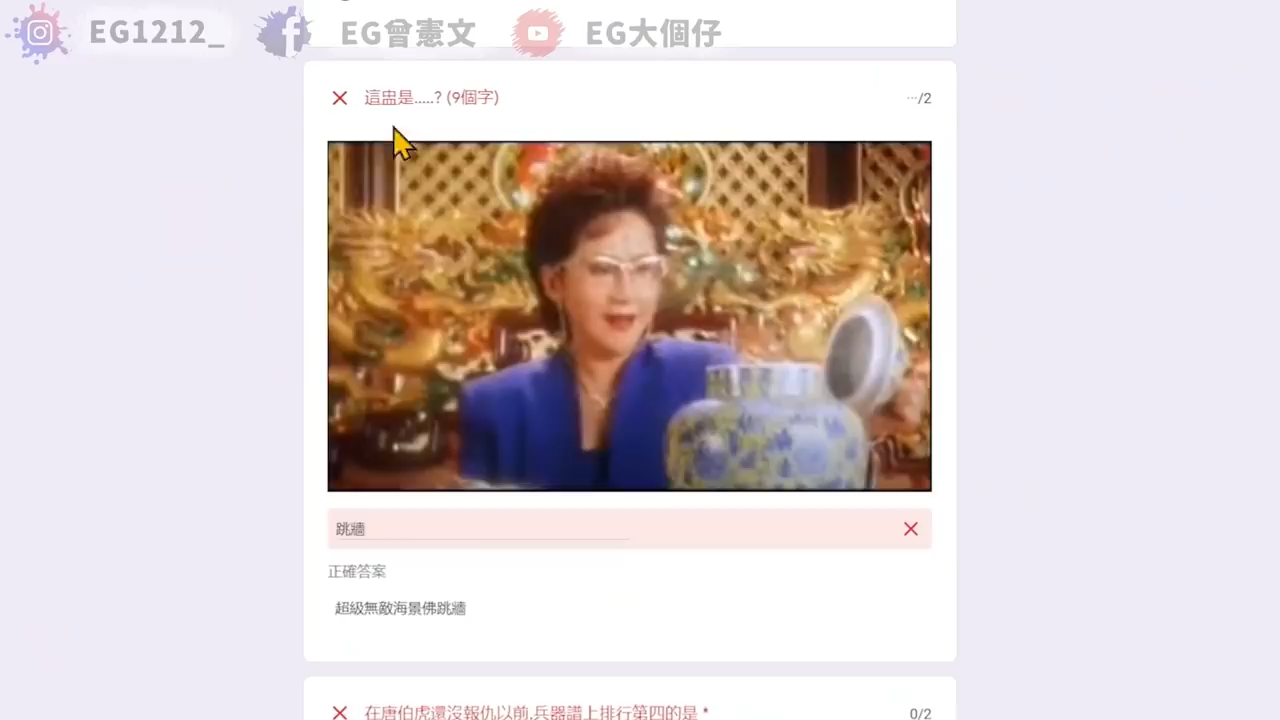 EG1212_ EG曾憲文 EG大個仔
這盅是.....? (9個字) ···/2
跳牆
正確答案
超級無敵海景佛跳牆
在唐伯虎還沒報仇以前,兵器譜上排行第四的是 * 0/2